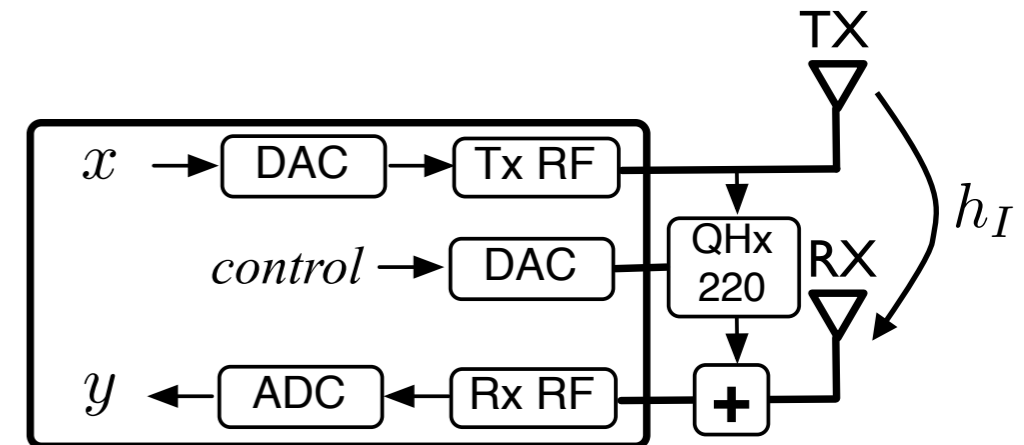 TX
x DAC Tx RF
control DAC QHx
220
RX
h_I
y ADC Rx RF +